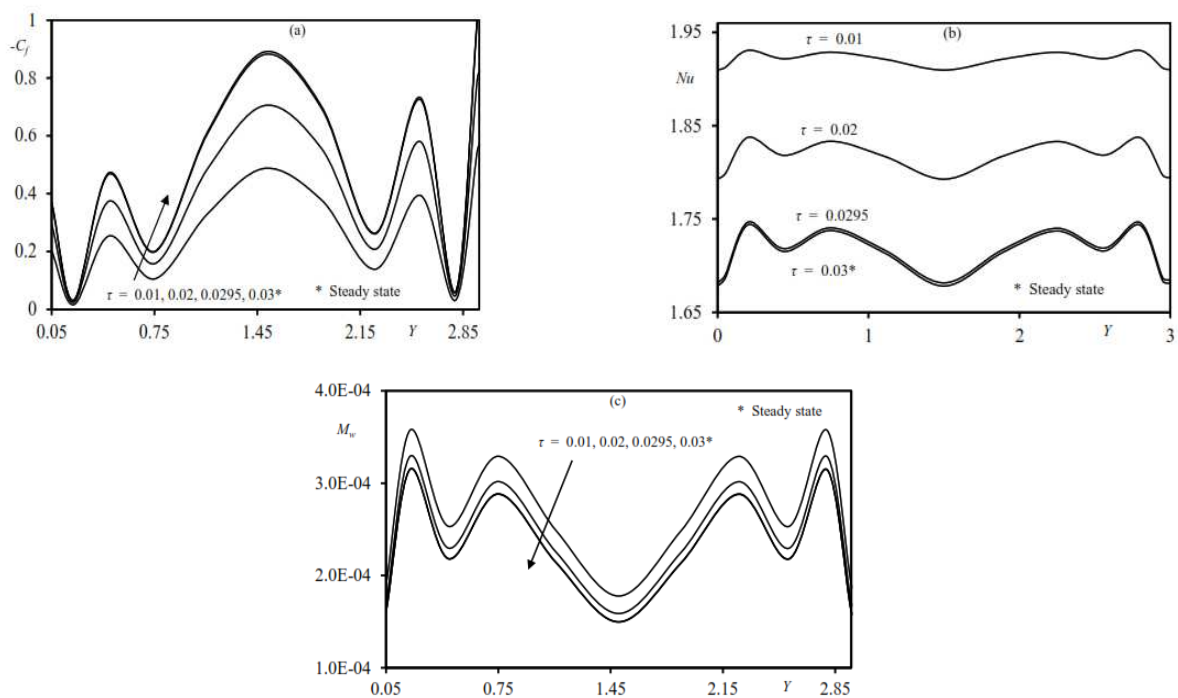 (a)
1
-C_f
0.8
0.6
0.4
0.2
0
τ = 0.01, 0.02, 0.0295, 0.03*
* Steady state
0.05 0.75 1.45 2.15 Y 2.85
(b)
1.95
Nu
1.85
1.75
1.65
τ = 0.01
τ = 0.02
τ = 0.0295
τ = 0.03*
* Steady state
0 1 2 Y 3
(c)
4.0E-04
M_w
3.0E-04
2.0E-04
1.0E-04
* Steady state
τ = 0.01, 0.02, 0.0295, 0.03*
0.05 0.75 1.45 2.15 Y 2.85